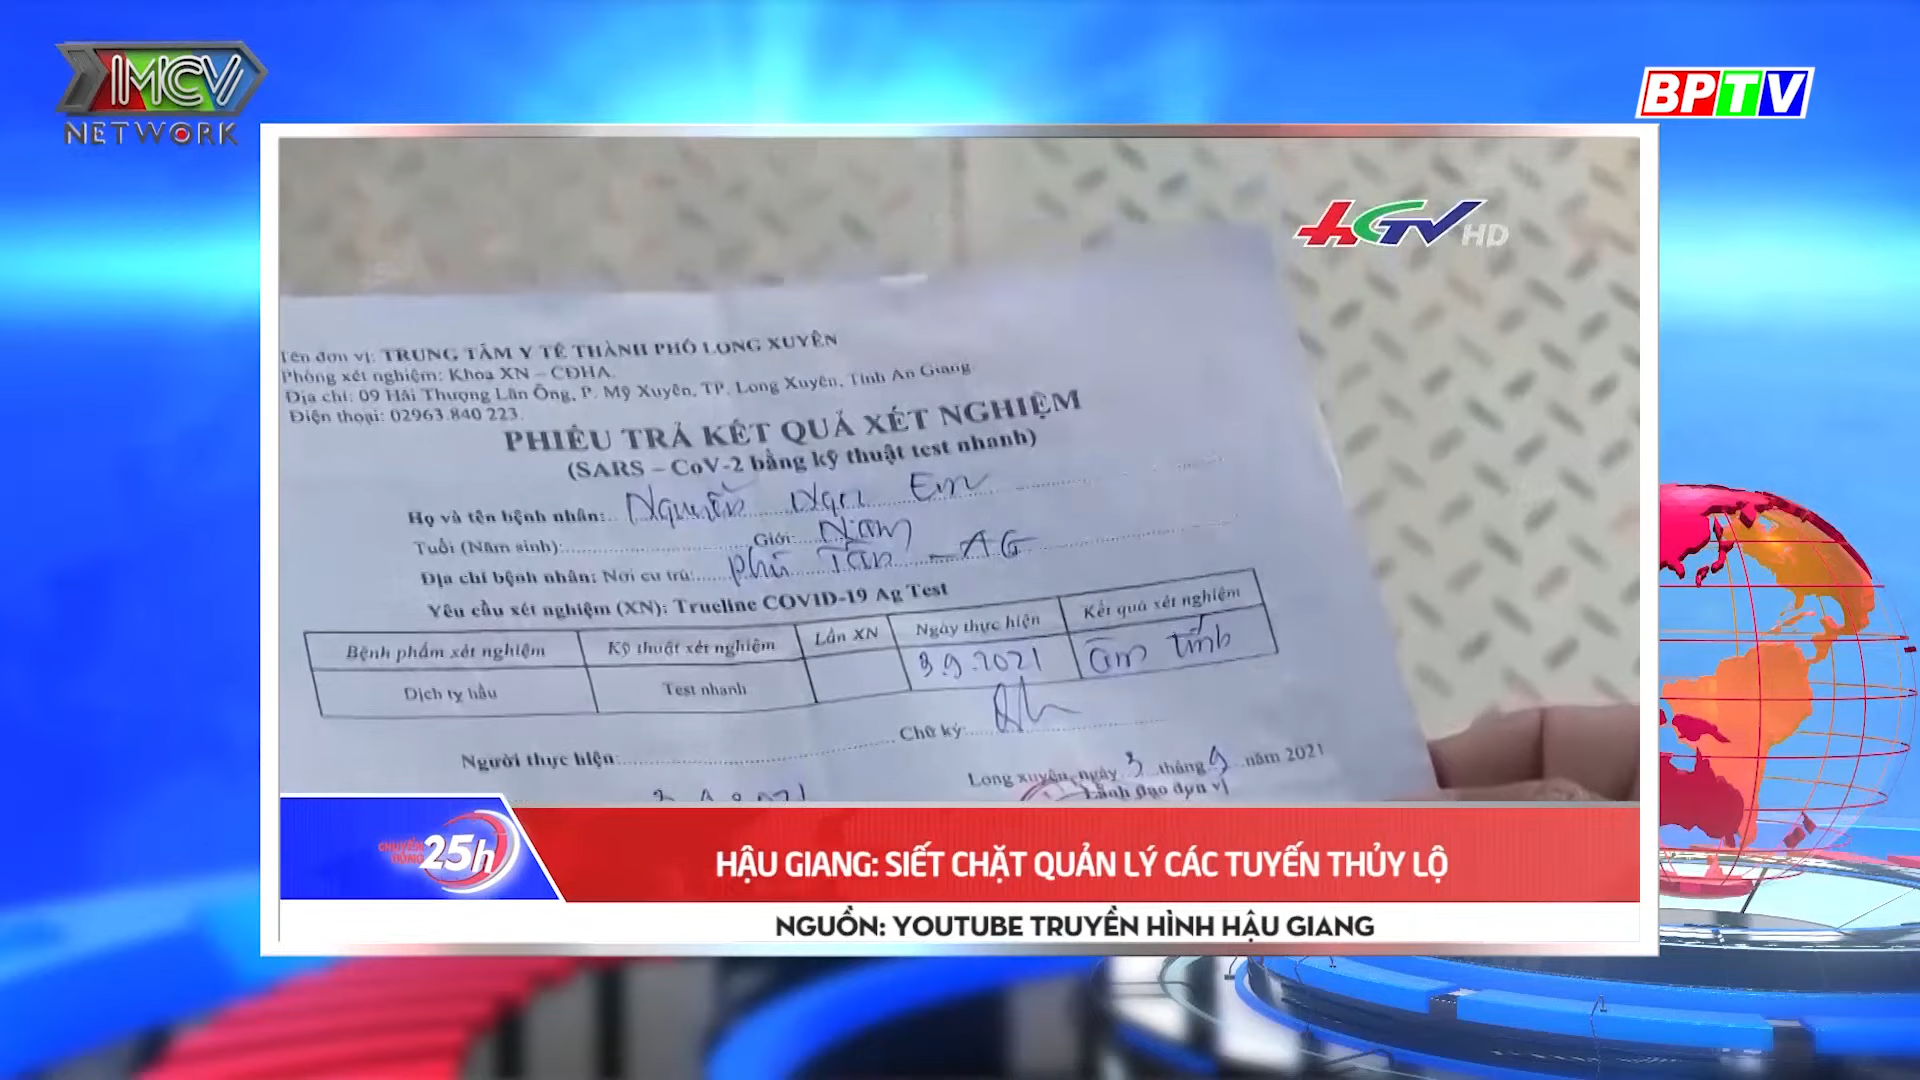 MCV
NETWORK
BPTV
HGTV HD
Tên đơn vị: TRUNG TÂM Y TẾ THÀNH PHỐ LONG XUYÊN
Phòng xét nghiệm: Khoa XN – CĐHA.
Địa chỉ: 09 Hải Thượng Lãn Ông, P. Mỹ Xuyên, TP. Long Xuyên, Tỉnh An Giang
Điện thoại: 02963.840 223.
PHIẾU TRẢ KẾT QUẢ XÉT NGHIỆM
(SARS – CoV-2 bằng kỹ thuật test nhanh)
Họ và tên bệnh nhân: Nguyễn Em
Tuổi (Năm sinh): Giới: Nam
Địa chỉ bệnh nhân: Nơi cư trú: Phú Tân - AG
Yêu cầu xét nghiệm (XN): Trueline COVID-19 Ag Test
Bệnh phẩm xét nghiệm Kỹ thuật xét nghiệm Lần XN Ngày thực hiện Kết quả xét nghiệm
Dịch tỵ hầu Test nhanh 3.9.2021 âm tính
Người thực hiện: Chữ ký:
Long xuyên, ngày 3 tháng 9 năm 2021
Lãnh đạo đơn vị
CHUYỂN ĐỘNG 25h
HẬU GIANG: SIẾT CHẶT QUẢN LÝ CÁC TUYẾN THỦY LỘ
NGUỒN: YOUTUBE TRUYỀN HÌNH HẬU GIANG